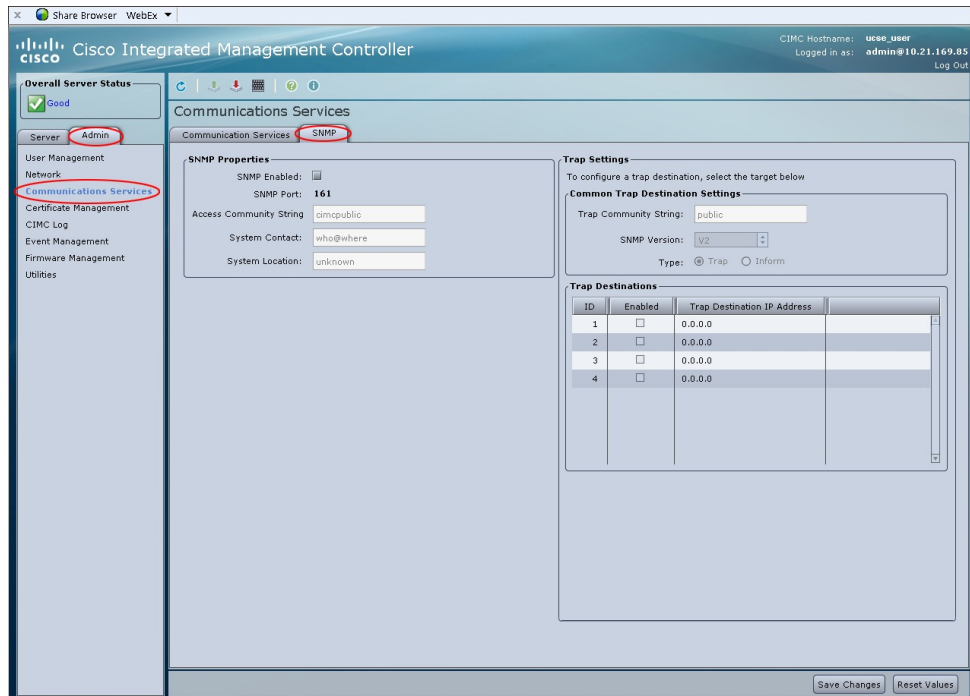 x Share Browser WebEx
CISCO Cisco Integrated Management Controller
CIMC Hostname: ucse_user
Logged in as: admin@10.21.169.85
Log Out
Overall Server Status
Good
Server Admin
User Management
Network
Communications Services
Certificate Management
CIMC Log
Event Management
Firmware Management
Utilities
Communications Services
Communication Services SNMP
SNMP Properties
SNMP Enabled:
SNMP Port: 161
Access Community String cimcpublic
System Contact: who@where
System Location: unknown
Trap Settings
To configure a trap destination, select the target below
Common Trap Destination Settings
Trap Community String: public
SNMP Version: V2
Type: Trap Inform
Trap Destinations
ID Enabled Trap Destination IP Address
1 0.0.0.0
2 0.0.0.0
3 0.0.0.0
4 0.0.0.0
Save Changes Reset Values